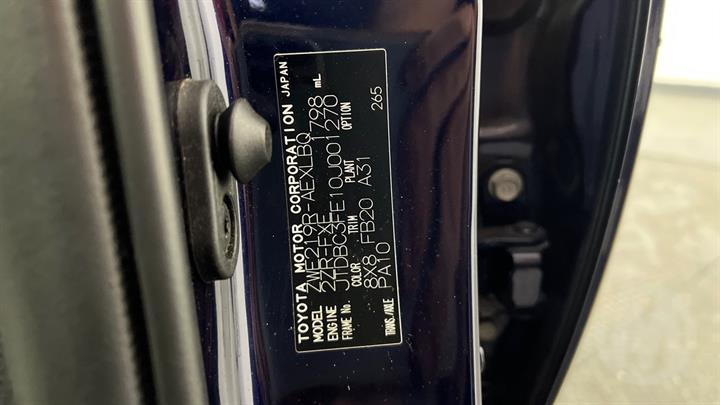 TOYOTA MOTOR CORPORATION JAPAN
MODEL ZWE219R-AEXLBQ
ENGINE 2ZR-FXE 1798 mL
FRAME No. JTDBC3FE10J001270
COLOR TRIM PLANT OPTION
8X8 FB20 A31
TRANS./AXLE PA10 265